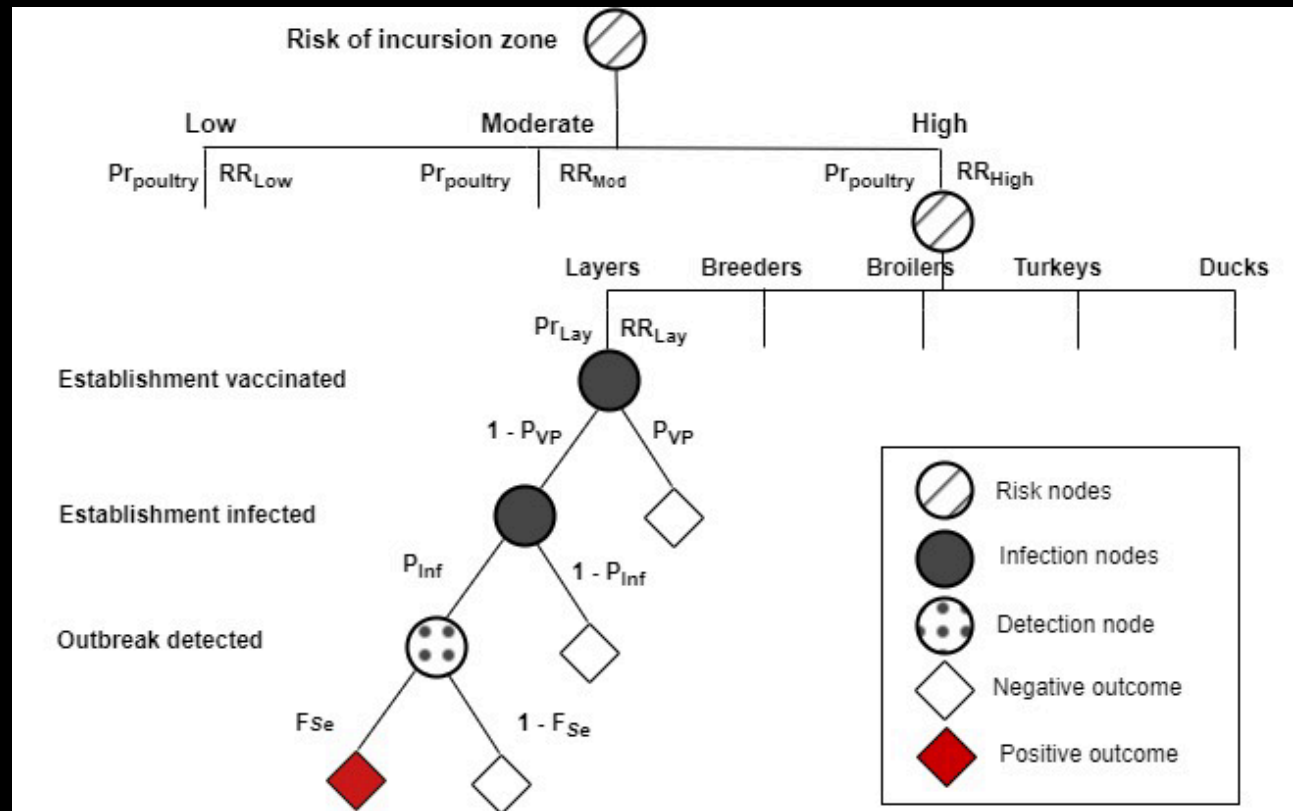 Risk of incursion zone
Low Moderate High
Pr_poultry RR_Low Pr_poultry RR_Mod Pr_poultry RR_High
Layers Breeders Broilers Turkeys Ducks
Pr_Lay RR_Lay
Establishment vaccinated
1 - P_VP P_VP
Establishment infected
P_Inf 1 - P_Inf
Outbreak detected
F_Se 1 - F_Se
Risk nodes
Infection nodes
Detection node
Negative outcome
Positive outcome